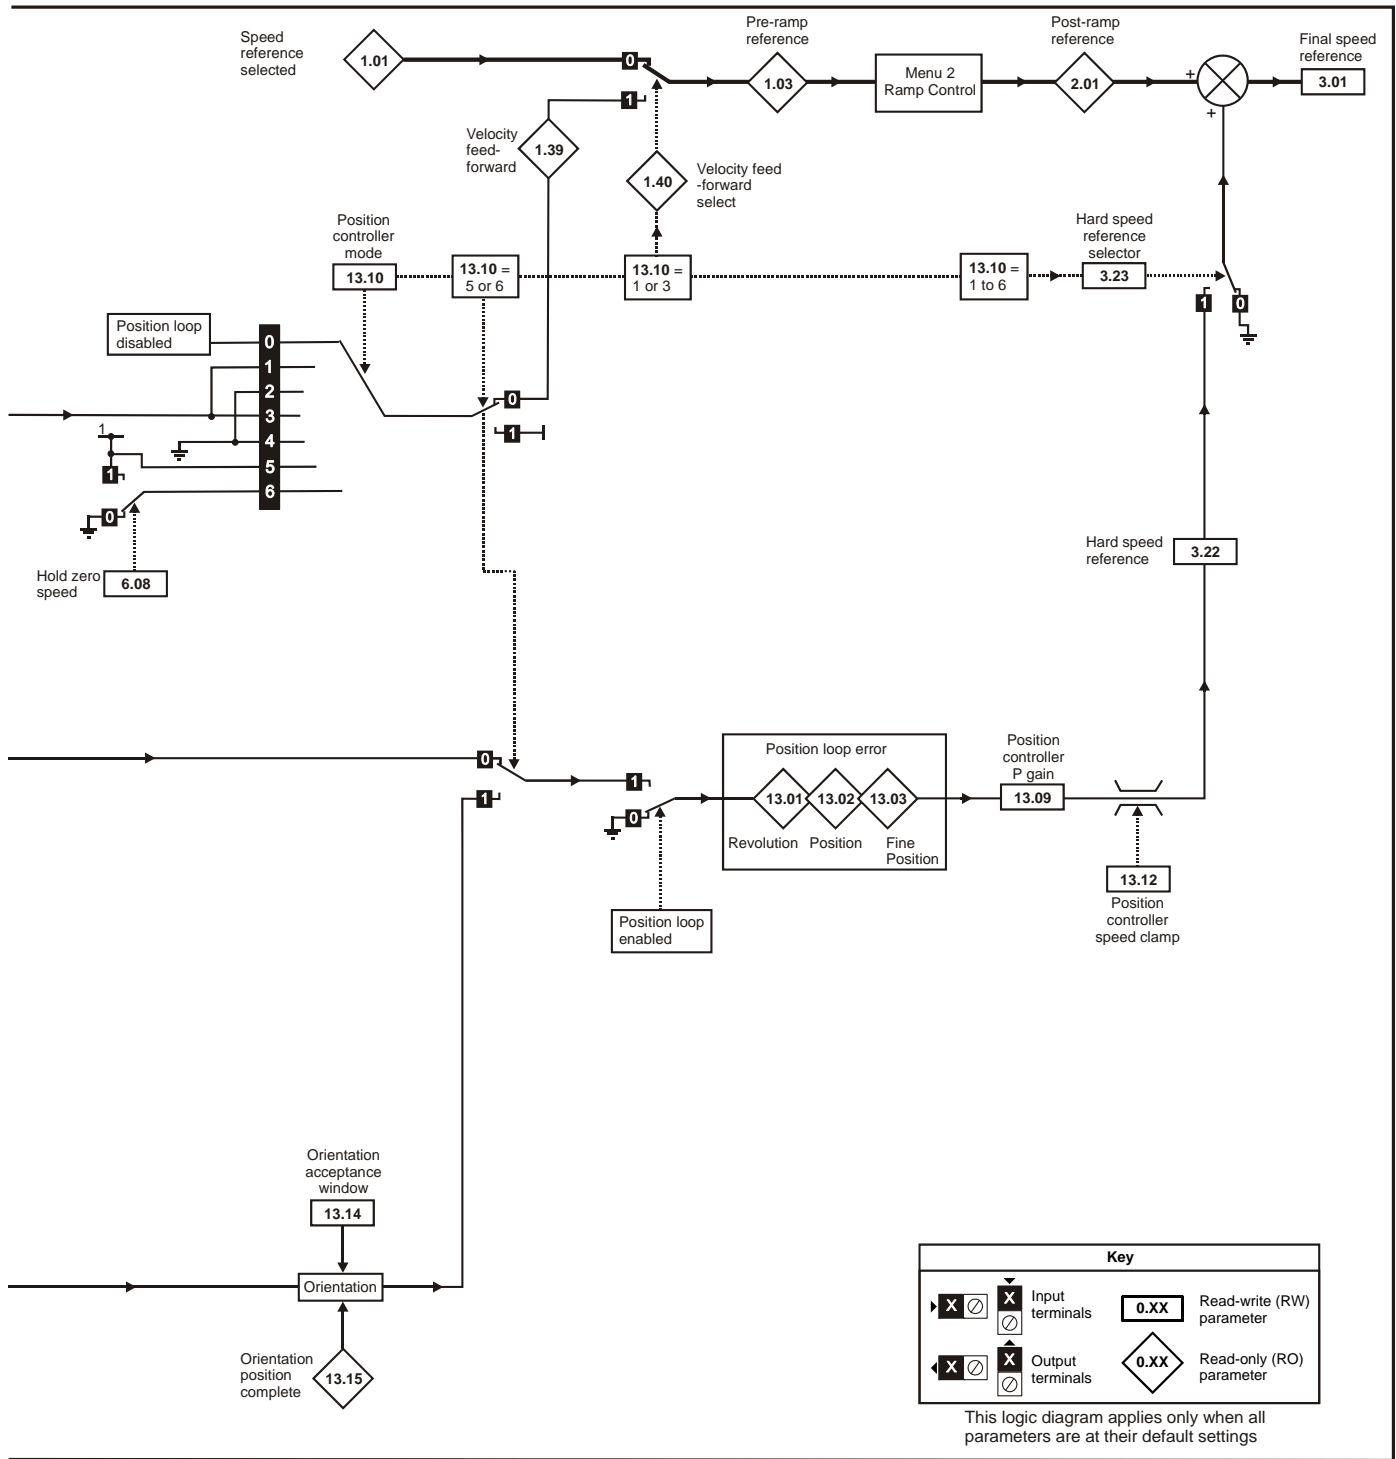 Speed
reference
selected
1.01
0
1
Pre-ramp
reference
1.03
Menu 2
Ramp Control
Post-ramp
reference
2.01
+
+
Final speed
reference
3.01
Velocity
feed-
forward
1.39
1.40
Velocity feed
-forward
select
Position
controller
mode
13.10
13.10 =
5 or 6
13.10 =
1 or 3
13.10 =
1 to 6
Hard speed
reference
selector
3.23
1
0
Position loop
disabled
0
1
2
3
4
5
6
0
1
1
1
0
Hold zero
speed
6.08
Hard speed
reference
3.22
0
1
1
0
Position loop error
13.01
13.02
13.03
Revolution
Position
Fine
Position
Position
controller
P gain
13.09
13.12
Position
controller
speed clamp
Position loop
enabled
Orientation
acceptance
window
13.14
Orientation
Orientation
position
complete
13.15
Key
X
X
Input
terminals
0.XX
Read-write (RW)
parameter
X
X
Output
terminals
0.XX
Read-only (RO)
parameter
This logic diagram applies only when all
parameters are at their default settings